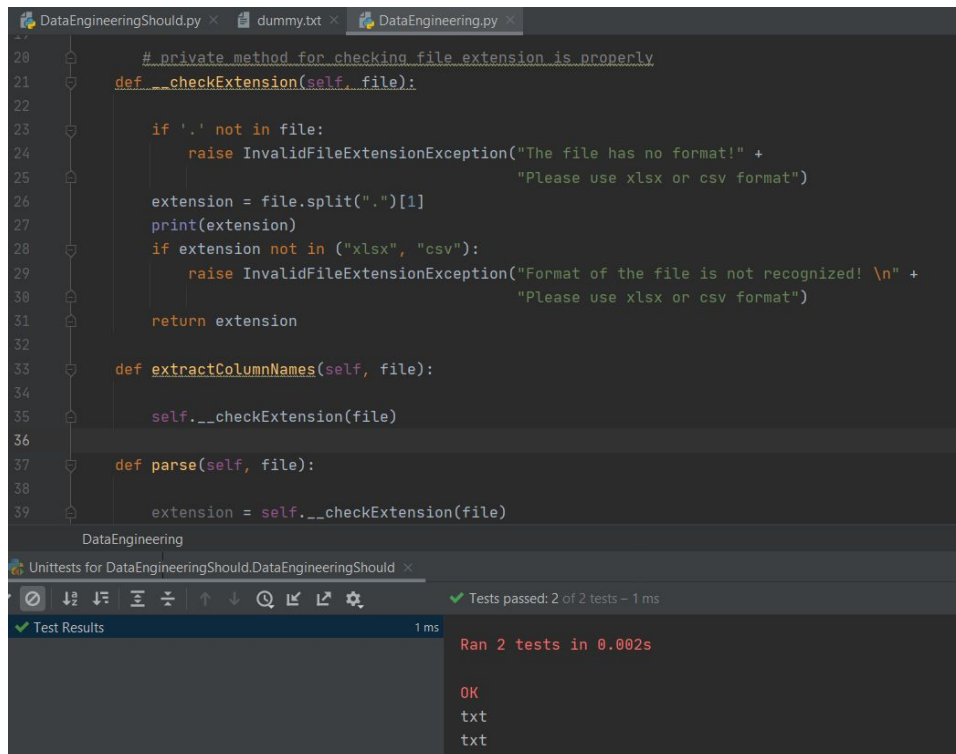 DataEngineeringShould.py × dummy.txt × DataEngineering.py ×
20 # private method for checking file extension is properly
21 def __checkExtension(self, file):
22
23 if '.' not in file:
24 raise InvalidFileExtensionException("The file has no format!" +
25 "Please use xlsx or csv format")
26 extension = file.split(".")[1]
27 print(extension)
28 if extension not in ("xlsx", "csv"):
29 raise InvalidFileExtensionException("Format of the file is not recognized! \n" +
30 "Please use xlsx or csv format")
31 return extension
32
33 def extractColumnNames(self, file):
34
35 self.__checkExtension(file)
36
37 def parse(self, file):
38
39 extension = self.__checkExtension(file)
DataEngineering
Unittests for DataEngineeringShould.DataEngineeringShould ×
Tests passed: 2 of 2 tests – 1 ms
Test Results 1 ms
Ran 2 tests in 0.002s
OK
txt
txt